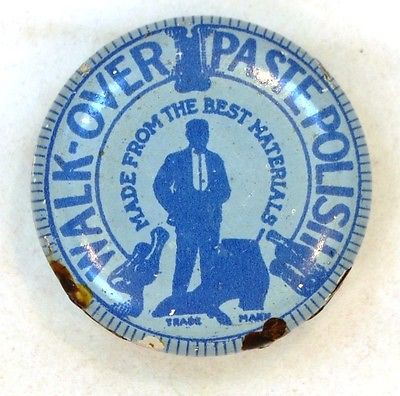 WALK-OVER PASTE POLISH
MADE FROM THE BEST MATERIALS
TRADE MARK